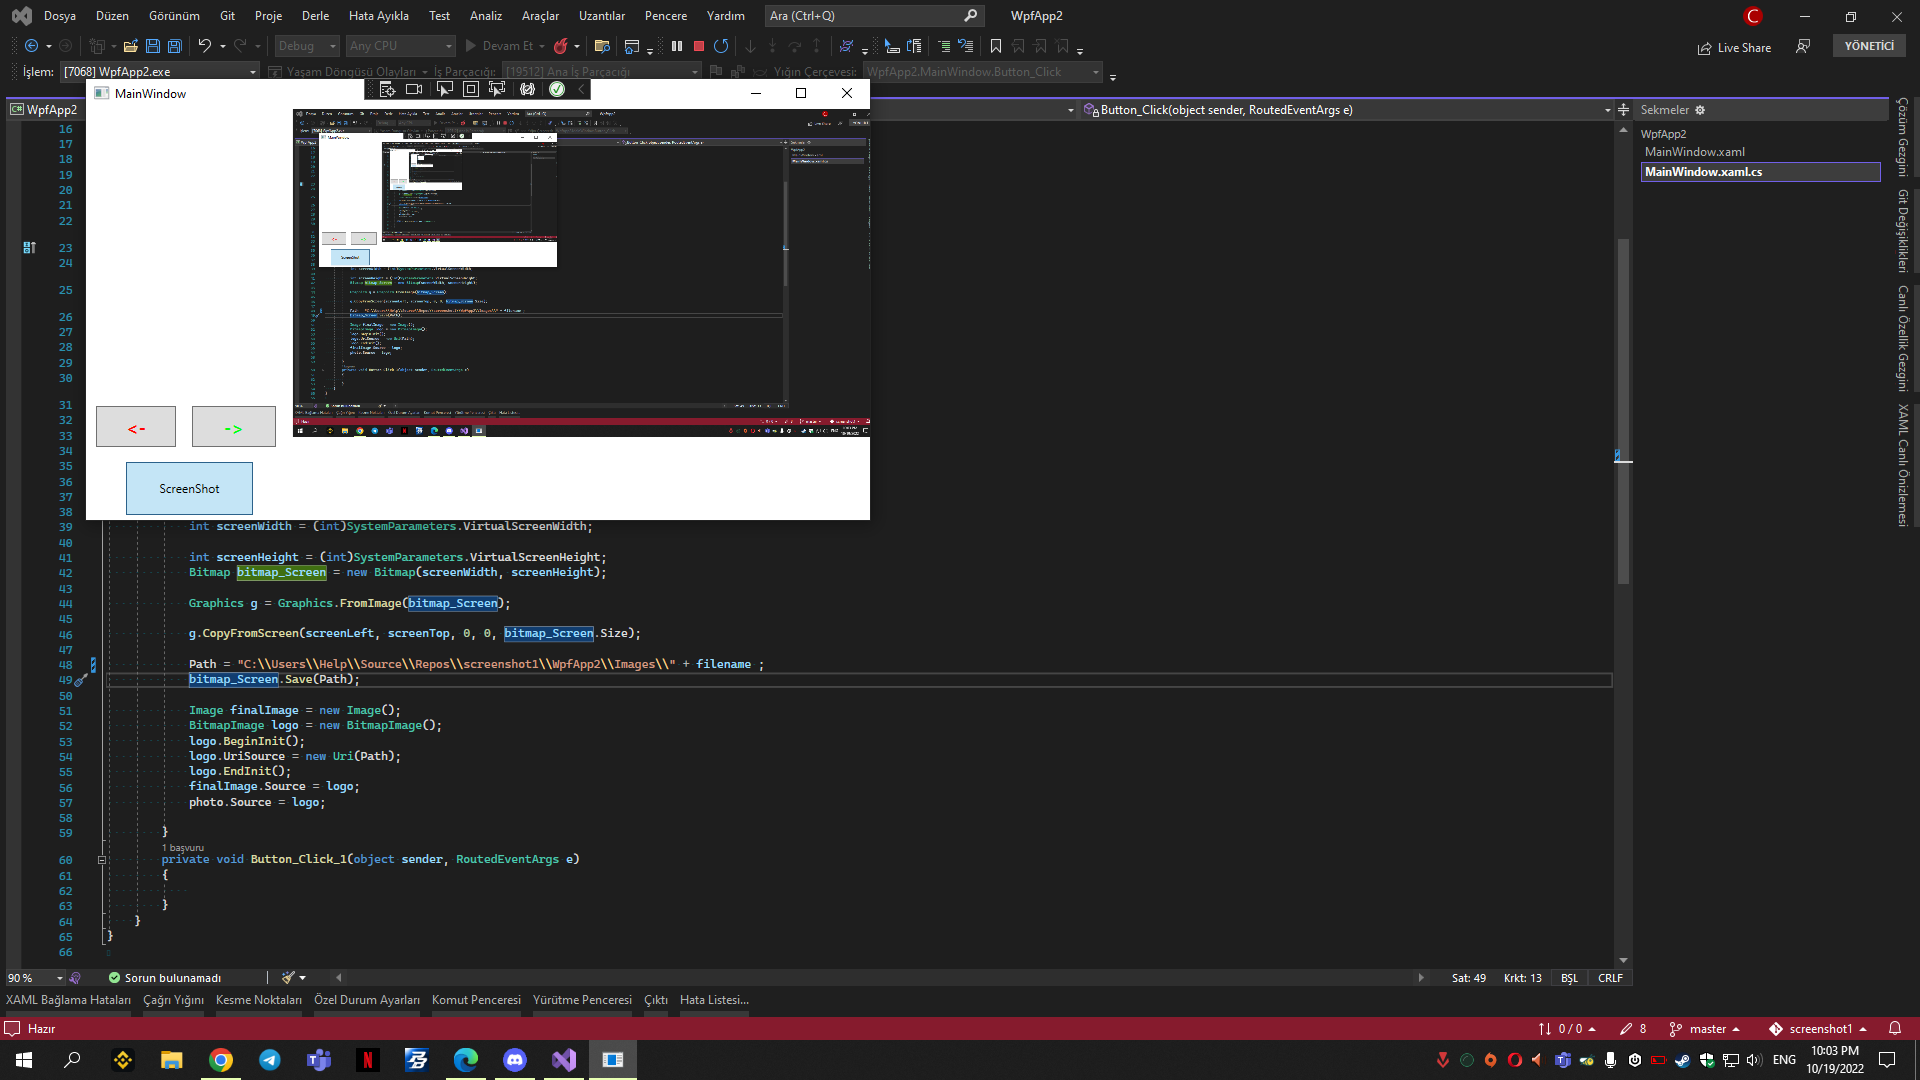 Dosya Düzen Görünüm Git Proje Derle Hata Ayıkla Test Analiz Araçlar Uzantılar Pencere Yardım Ara (Ctrl+Q) WpfApp2
Debug Any CPU Devam Et Live Share YÖNETİCİ
İşlem: [7068] WpfApp2.exe Yaşam Döngüsü Olayları İş Parçacığı: [19512] Ana İş Parçacığı Yığın Çerçevesi: WpfApp2.MainWindow.Button_Click
MainWindow
WpfApp2 Button_Click(object sender, RoutedEventArgs e) Sekmeler
WpfApp2
MainWindow.xaml
MainWindow.xaml.cs
Çözüm Gezgini
Git Değişiklikleri
Canlı Özellik Gezgini
XAML Canlı Önizlemesi
16
17
18
19
20
21
22
23
24
25
26
27
28
29
30
31
32
33
34
35
36
37
38
<- ->
ScreenShot
39 int screenWidth = (int)SystemParameters.VirtualScreenWidth;
40
41 int screenHeight = (int)SystemParameters.VirtualScreenHeight;
42 Bitmap bitmap_Screen = new Bitmap(screenWidth, screenHeight);
43
44 Graphics g = Graphics.FromImage(bitmap_Screen);
45
46 g.CopyFromScreen(screenLeft, screenTop, 0, 0, bitmap_Screen.Size);
47
48 Path = "C:\\Users\\Help\\Source\\Repos\\screenshot1\\WpfApp2\\Images\\" + filename ;
49 bitmap_Screen.Save(Path);
50
51 Image finalImage = new Image();
52 BitmapImage logo = new BitmapImage();
53 logo.BeginInit();
54 logo.UriSource = new Uri(Path);
55 logo.EndInit();
56 finalImage.Source = logo;
57 photo.Source = logo;
58
59 }
1 başvuru
60 private void Button_Click_1(object sender, RoutedEventArgs e)
61 {
62
63 }
64 }
65 }
66
90 % Sorun bulunamadı Sat: 49 Krkt: 13 BŞL CRLF
XAML Bağlama Hataları Çağrı Yığını Kesme Noktaları Özel Durum Ayarları Komut Penceresi Yürütme Penceresi Çıktı Hata Listesi...
Hazır 0 / 0 8 master screenshot1
ENG 10:03 PM
10/19/2022